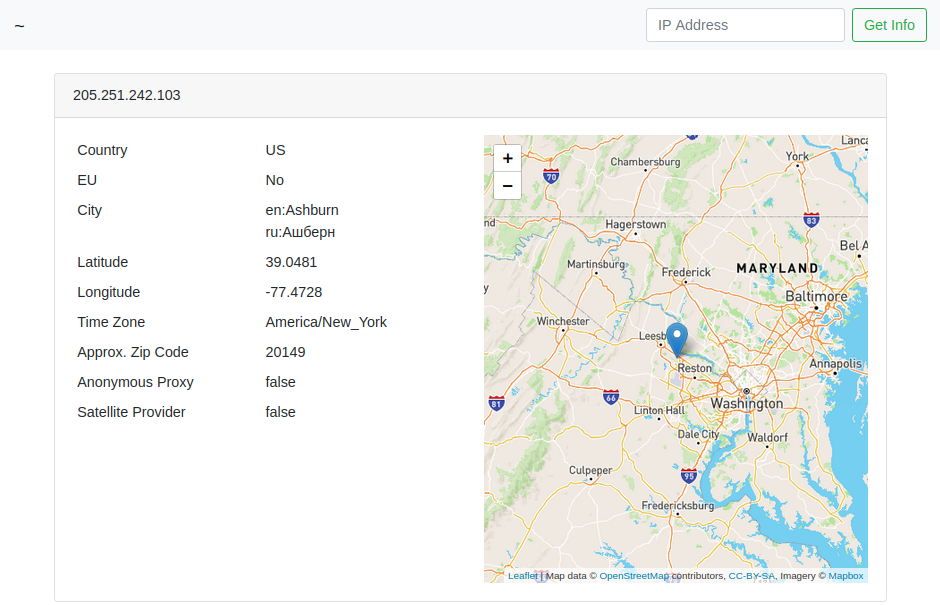 ~
IP Address
Get Info
205.251.242.103
Country US
EU No
City en:Ashburn
ru:Ашберн
Latitude 39.0481
Longitude -77.4728
Time Zone America/New_York
Approx. Zip Code 20149
Anonymous Proxy false
Satellite Provider false
+
−
Lanca
York
Chambersburg
70
83
nd
Hagerstown
Bel A
Martinsburg
Frederick
MARYLAND
y
Baltimore
Winchester
Leesb
Reston
Annapolis
81
66
Washington
Linton Hall
Dale City
Waldorf
Culpeper
95
Fredericksburg
Leaflet | Map data © OpenStreetMap contributors, CC-BY-SA, Imagery © Mapbox